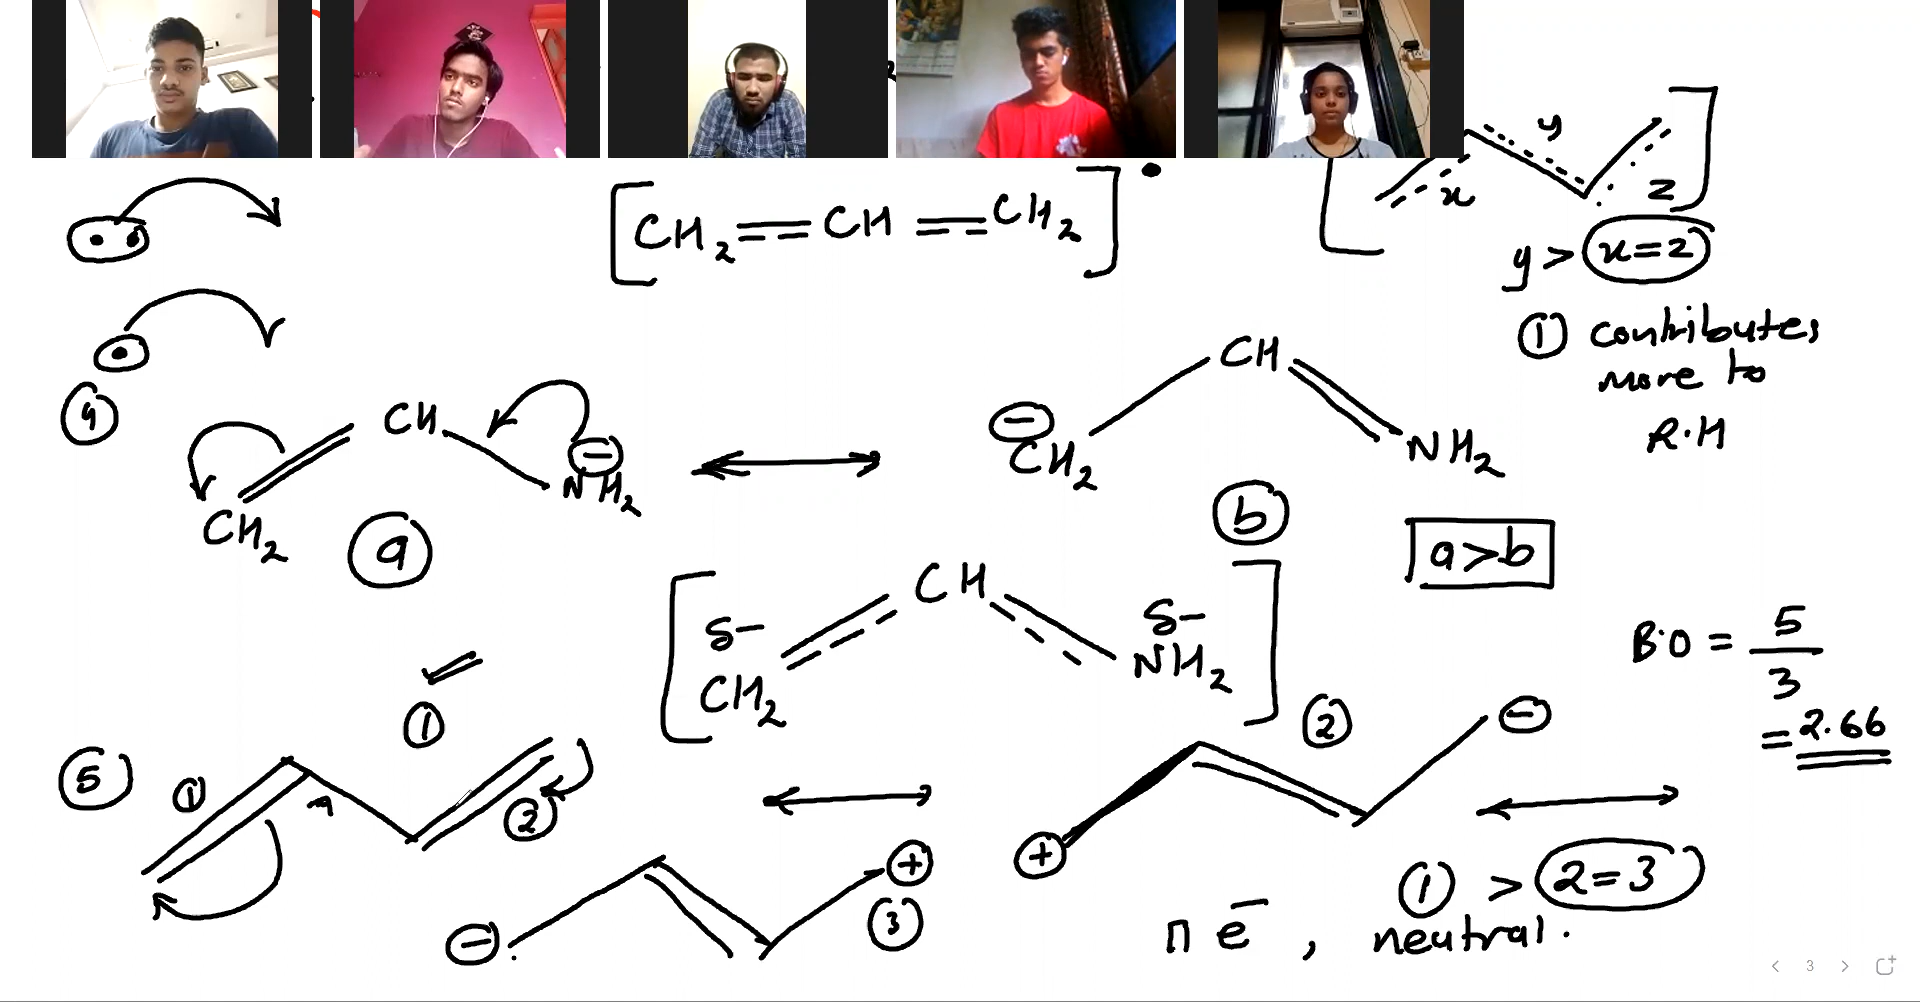 [CH₂ == CH == CH₂]•
x y z
y > x=z
① contributes
more to
R.H
④
CH₂ CH NH₂ ⊖
ⓐ
⊖ CH₂ CH NH₂
ⓑ
a>b
[δ- CH₂ CH NH₂ δ-]
B.O = 5/3
= 2.66
⑤ ① ① ②
⊕ ② ⊖
⊖ ⊕ ③
① > 2=3
π e⁻, neutral.
3